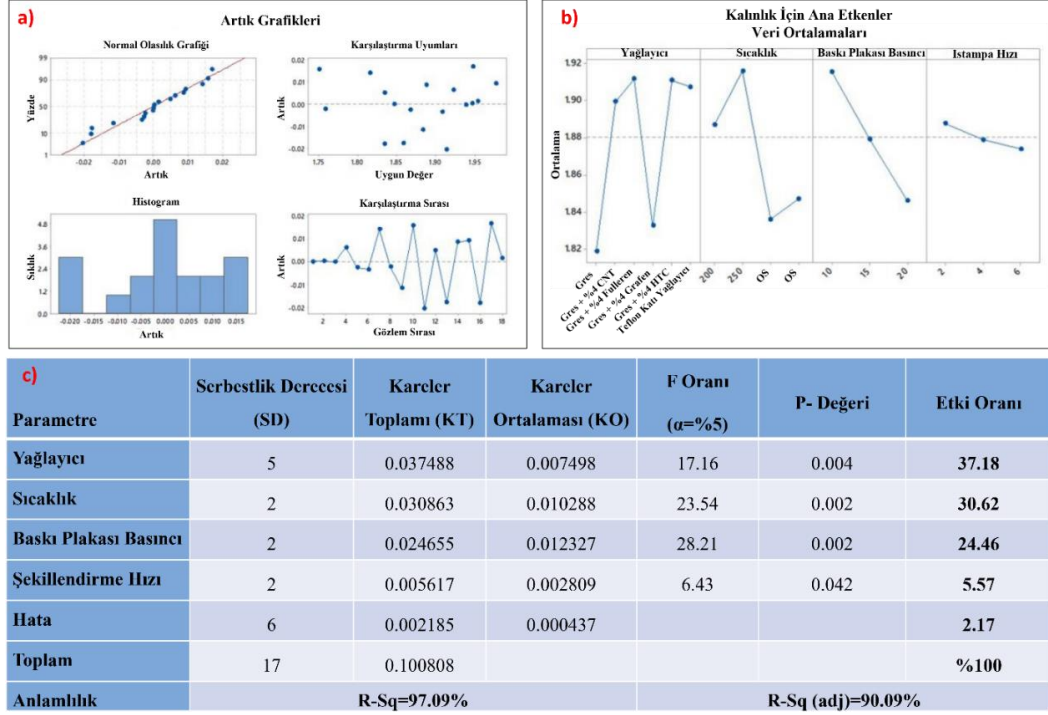 a)
Artık Grafikleri
Normal Olasılık Grafiği
Yüzde
99
90
50
10
1
-0.02 -0.01 0.00 0.01 0.02
Artık
Karşılaştırma Uyumları
Artık
0.02
0.01
0.00
-0.01
-0.02
1.75 1.80 1.85 1.90 1.95
Uygun Değer
Histogram
Sıklık
4.8
3.6
2.4
1.2
0.0
-0.020 -0.015 -0.010 -0.005 0.000 0.005 0.010 0.015
Artık
Karşılaştırma Sırası
Artık
0.02
0.01
0.00
-0.01
-0.02
2 4 6 8 10 12 14 16 18
Gözlem Sırası
b)
Kalınlık İçin Ana Etkenler
Veri Ortalamaları
Yağlayıcı Sıcaklık Baskı Plakası Basıncı Istampa Hızı
Ortalama
1.92
1.90
1.88
1.84
1.82
Gres
Gres + %4 CNT
Gres + %4 Fulleren
Gres + %4 Grafen
Gres + %4 HTC
Teflon Katı Yağlayıcı
200 250 OS OS
10 15 20
2 4 6
c)
Parametre Serbestlik Derecesi (SD) Kareler Toplamı (KT) Kareler Ortalaması (KO) F Oranı (α=%5) P- Değeri Etki Oranı
Yağlayıcı 5 0.037488 0.007498 17.16 0.004 37.18
Sıcaklık 2 0.030863 0.010288 23.54 0.002 30.62
Baskı Plakası Basıncı 2 0.024655 0.012327 28.21 0.002 24.46
Şekillendirme Hızı 2 0.005617 0.002809 6.43 0.042 5.57
Hata 6 0.002185 0.000437 2.17
Toplam 17 0.100808 %100
Anlamlılık R-Sq=97.09% R-Sq (adj)=90.09%